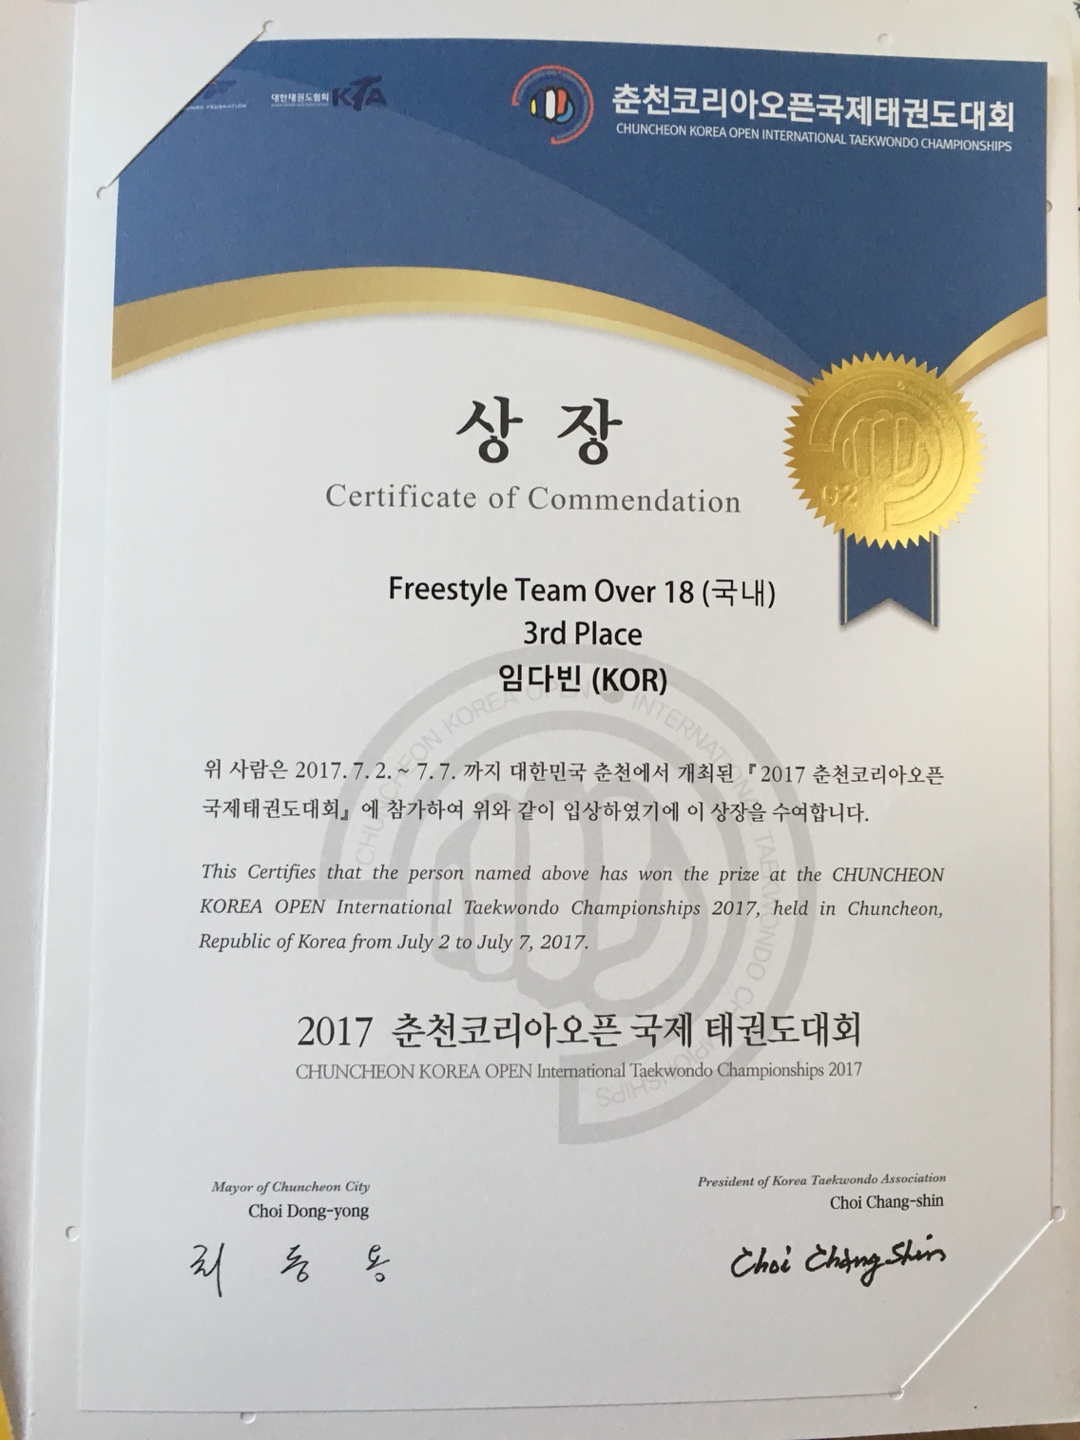 대한태권도협회 KTA
춘천코리아오픈국제태권도대회
CHUNCHEON KOREA OPEN INTERNATIONAL TAEKWONDO CHAMPIONSHIPS
상 장
Certificate of Commendation
G2
Freestyle Team Over 18 (국내)
3rd Place
임다빈 (KOR)
위 사람은 2017. 7. 2. ~ 7. 7. 까지 대한민국 춘천에서 개최된 『2017 춘천코리아오픈
국제태권도대회』 에 참가하여 위와 같이 입상하였기에 이 상장을 수여합니다.
This Certifies that the person named above has won the prize at the CHUNCHEON
KOREA OPEN International Taekwondo Championships 2017, held in Chuncheon,
Republic of Korea from July 2 to July 7, 2017.
2017 춘천코리아오픈 국제 태권도대회
CHUNCHEON KOREA OPEN International Taekwondo Championships 2017
CHUNCHEON KOREA OPEN INTERNATIONAL TAEKWONDO CHAMPIONSHIPS
Mayor of Chuncheon City
Choi Dong-yong
최 동 용
President of Korea Taekwondo Association
Choi Chang-shin
Choi Chang Shin